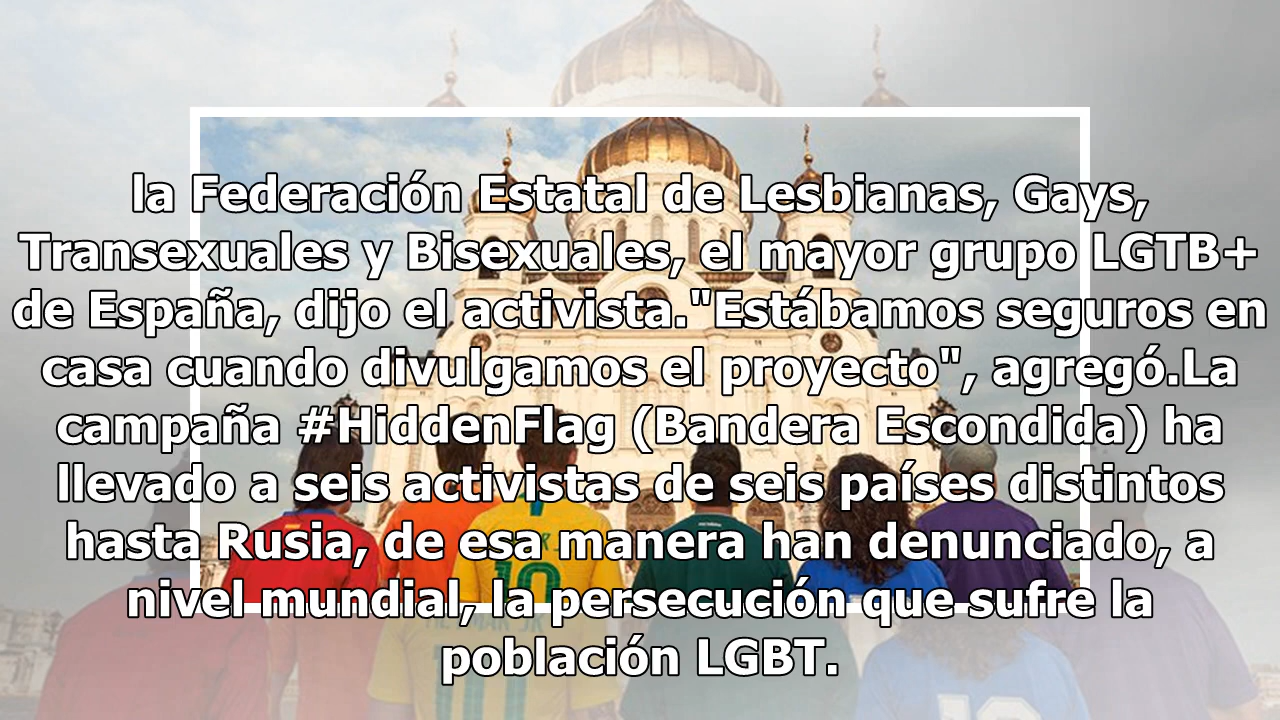 la Federación Estatal de Lesbianas, Gays,
Transexuales y Bisexuales, el mayor grupo LGTB+
de España, dijo el activista."Estábamos seguros en
casa cuando divulgamos el proyecto", agregó.La
campaña #HiddenFlag (Bandera Escondida) ha
llevado a seis activistas de seis países distintos
hasta Rusia, de esa manera han denunciado, a
nivel mundial, la persecución que sufre la
población LGBT.
10